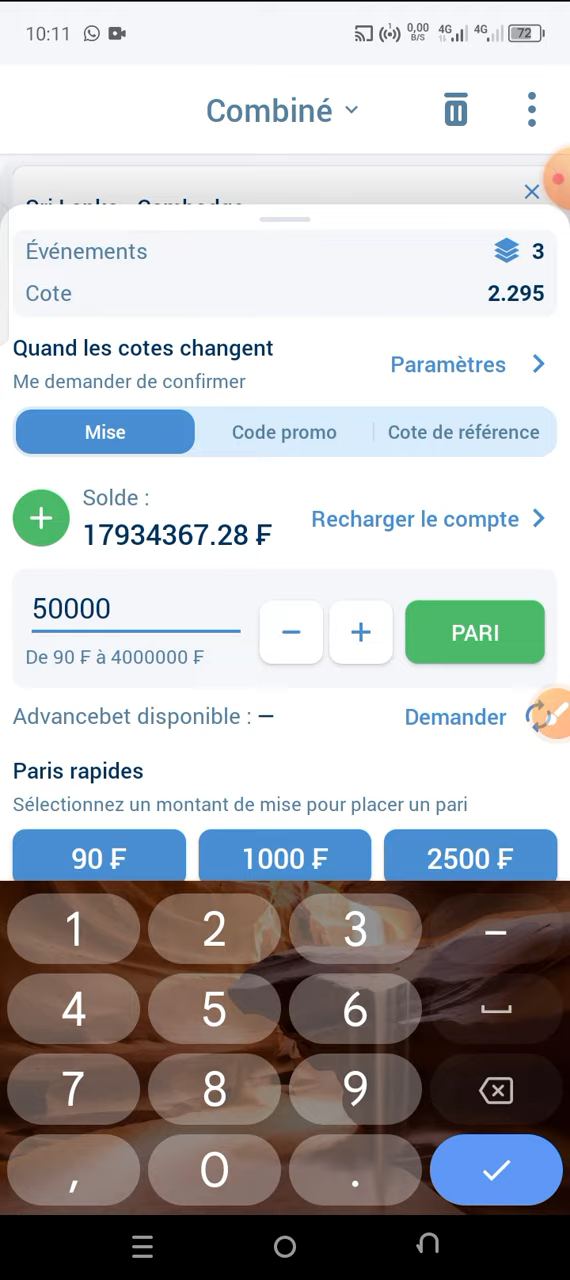 10:11 0,00 B/S 4G 4G 72
Combiné
Sri Lanka - Cambodge
Événements 3
Cote 2.295
Quand les cotes changent
Me demander de confirmer
Paramètres
Mise Code promo Cote de référence
Solde :
17934367.28 ₣
Recharger le compte
50000
− + PARI
De 90 ₣ à 4000000 ₣
Advancebet disponible : — Demander
Paris rapides
Sélectionnez un montant de mise pour placer un pari
90 ₣ 1000 ₣ 2500 ₣
1 2 3 −
4 5 6
7 8 9
, 0 .